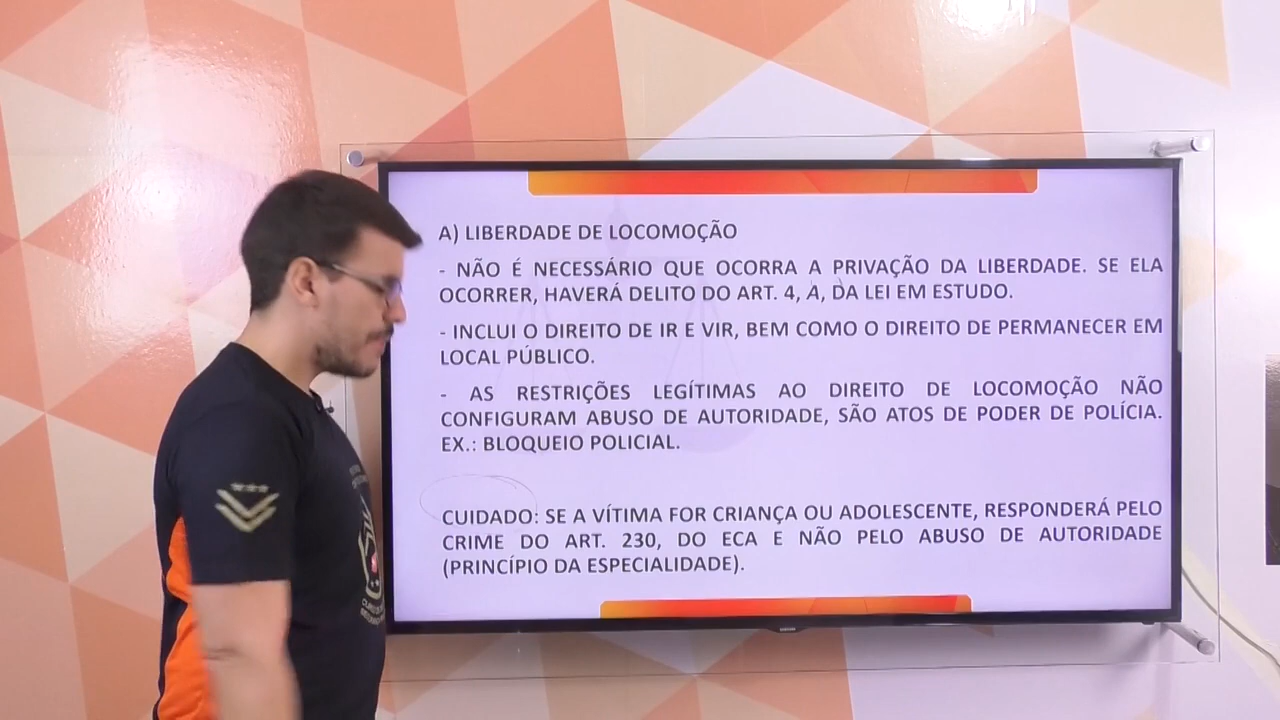 A) LIBERDADE DE LOCOMOÇÃO
- NÃO É NECESSÁRIO QUE OCORRA A PRIVAÇÃO DA LIBERDADE. SE ELA
OCORRER, HAVERÁ DELITO DO ART. 4, A, DA LEI EM ESTUDO.
- INCLUI O DIREITO DE IR E VIR, BEM COMO O DIREITO DE PERMANECER EM
LOCAL PÚBLICO.
- AS RESTRIÇÕES LEGÍTIMAS AO DIREITO DE LOCOMOÇÃO NÃO
CONFIGURAM ABUSO DE AUTORIDADE, SÃO ATOS DE PODER DE POLÍCIA.
EX.: BLOQUEIO POLICIAL.
CUIDADO: SE A VÍTIMA FOR CRIANÇA OU ADOLESCENTE, RESPONDERÁ PELO
CRIME DO ART. 230, DO ECA E NÃO PELO ABUSO DE AUTORIDADE
(PRINCÍPIO DA ESPECIALIDADE).
SAMSUNG